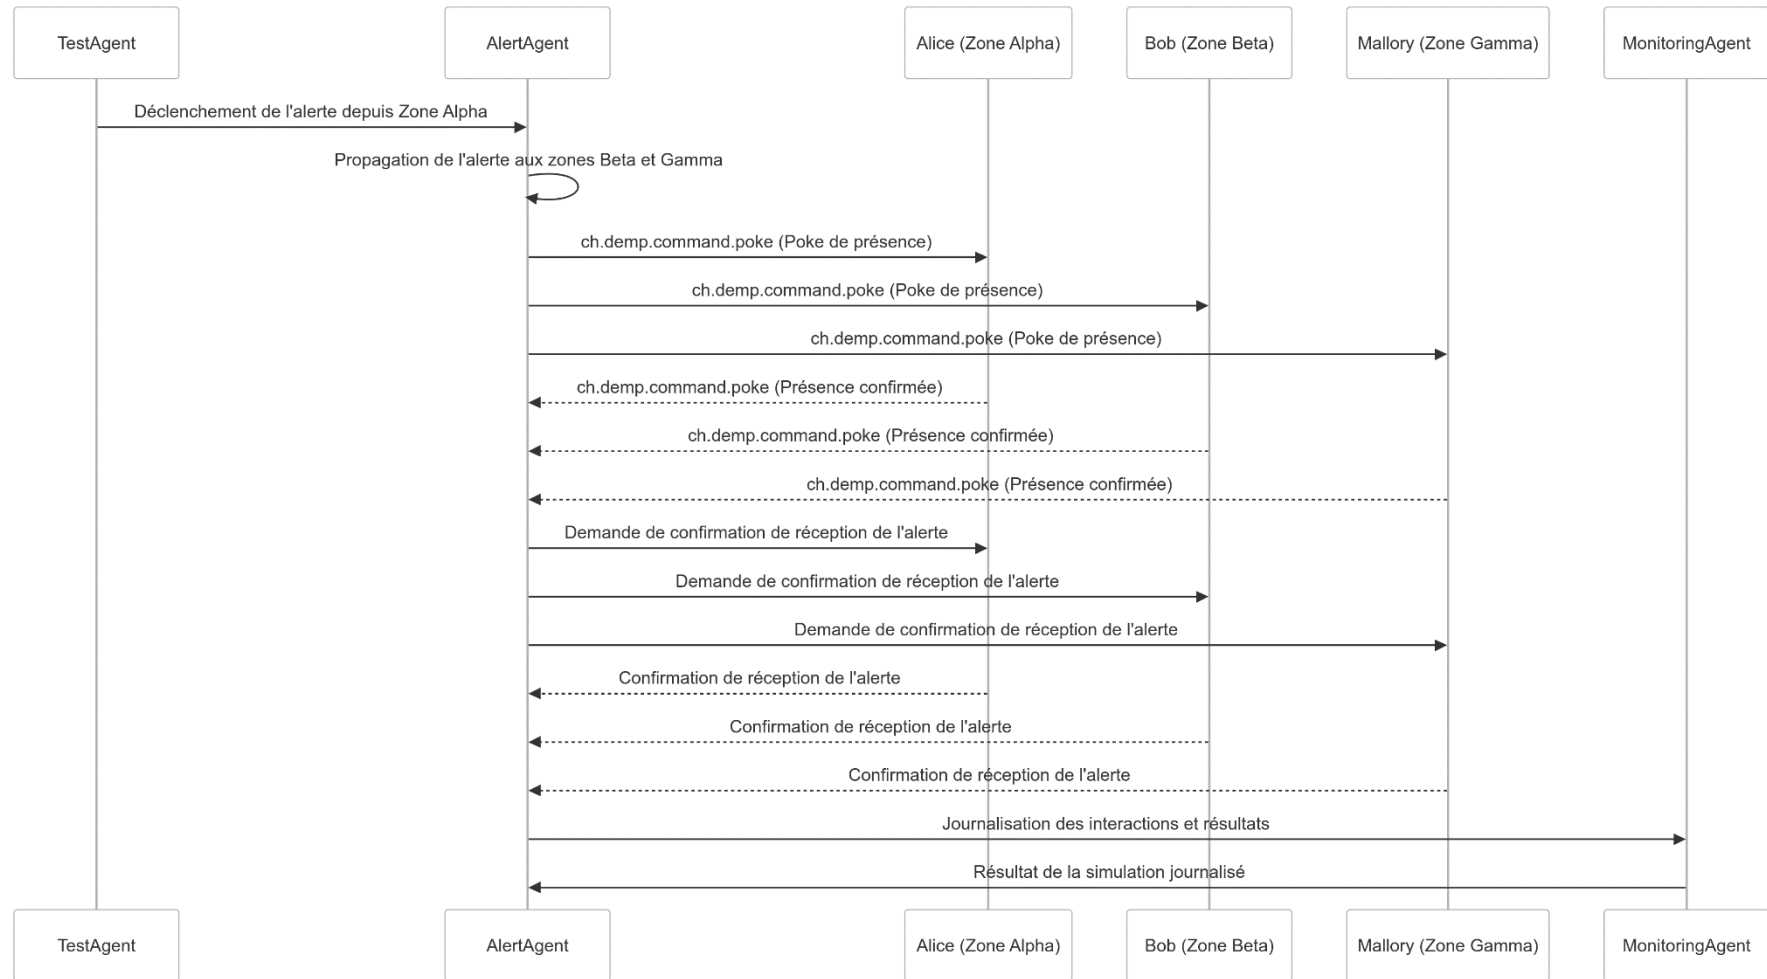 TestAgent
AlertAgent
Alice (Zone Alpha)
Bob (Zone Beta)
Mallory (Zone Gamma)
MonitoringAgent
Déclenchement de l'alerte depuis Zone Alpha
Propagation de l'alerte aux zones Beta et Gamma
ch.demp.command.poke (Poke de présence)
ch.demp.command.poke (Poke de présence)
ch.demp.command.poke (Poke de présence)
ch.demp.command.poke (Présence confirmée)
ch.demp.command.poke (Présence confirmée)
ch.demp.command.poke (Présence confirmée)
Demande de confirmation de réception de l'alerte
Demande de confirmation de réception de l'alerte
Demande de confirmation de réception de l'alerte
Confirmation de réception de l'alerte
Confirmation de réception de l'alerte
Confirmation de réception de l'alerte
Journalisation des interactions et résultats
Résultat de la simulation journalisé
TestAgent
AlertAgent
Alice (Zone Alpha)
Bob (Zone Beta)
Mallory (Zone Gamma)
MonitoringAgent